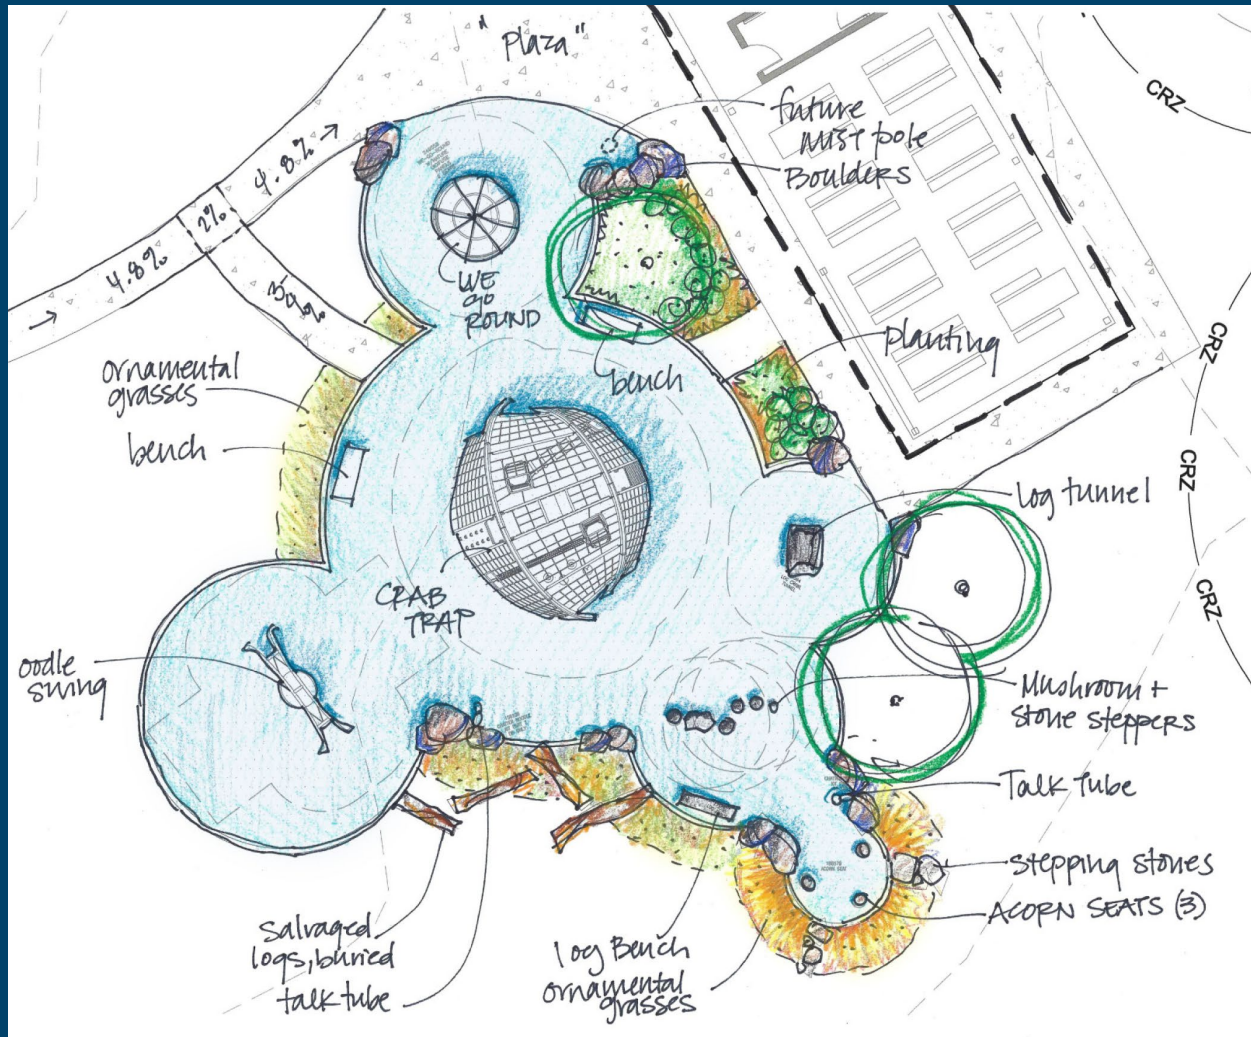 "Plaza"
CRZ
future
MIST pole
BOULDERS
4.8% →
2%
4.8%
→
3%
WE
GO
ROUND
CRZ
planting
bench
ornamental
grasses
bench
CRZ
log tunnel
CRAB
TRAP
CRZ
oodle
swing
Mushroom +
stone steppers
Talk tube
stepping stones
ACORN SEATS (3)
salvaged
logs, buried
talk tube
log Bench
ornamental
grasses